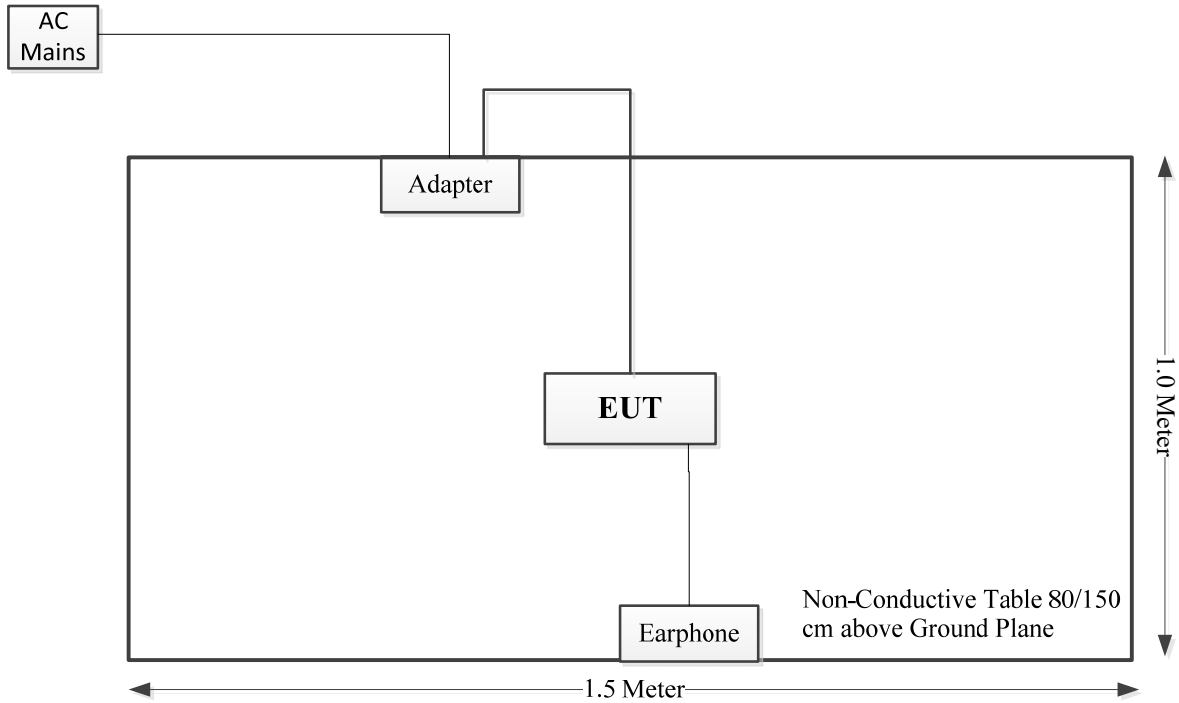 AC
Mains
Adapter
EUT
1.0 Meter
Non-Conductive Table 80/150
cm above Ground Plane
Earphone
1.5 Meter